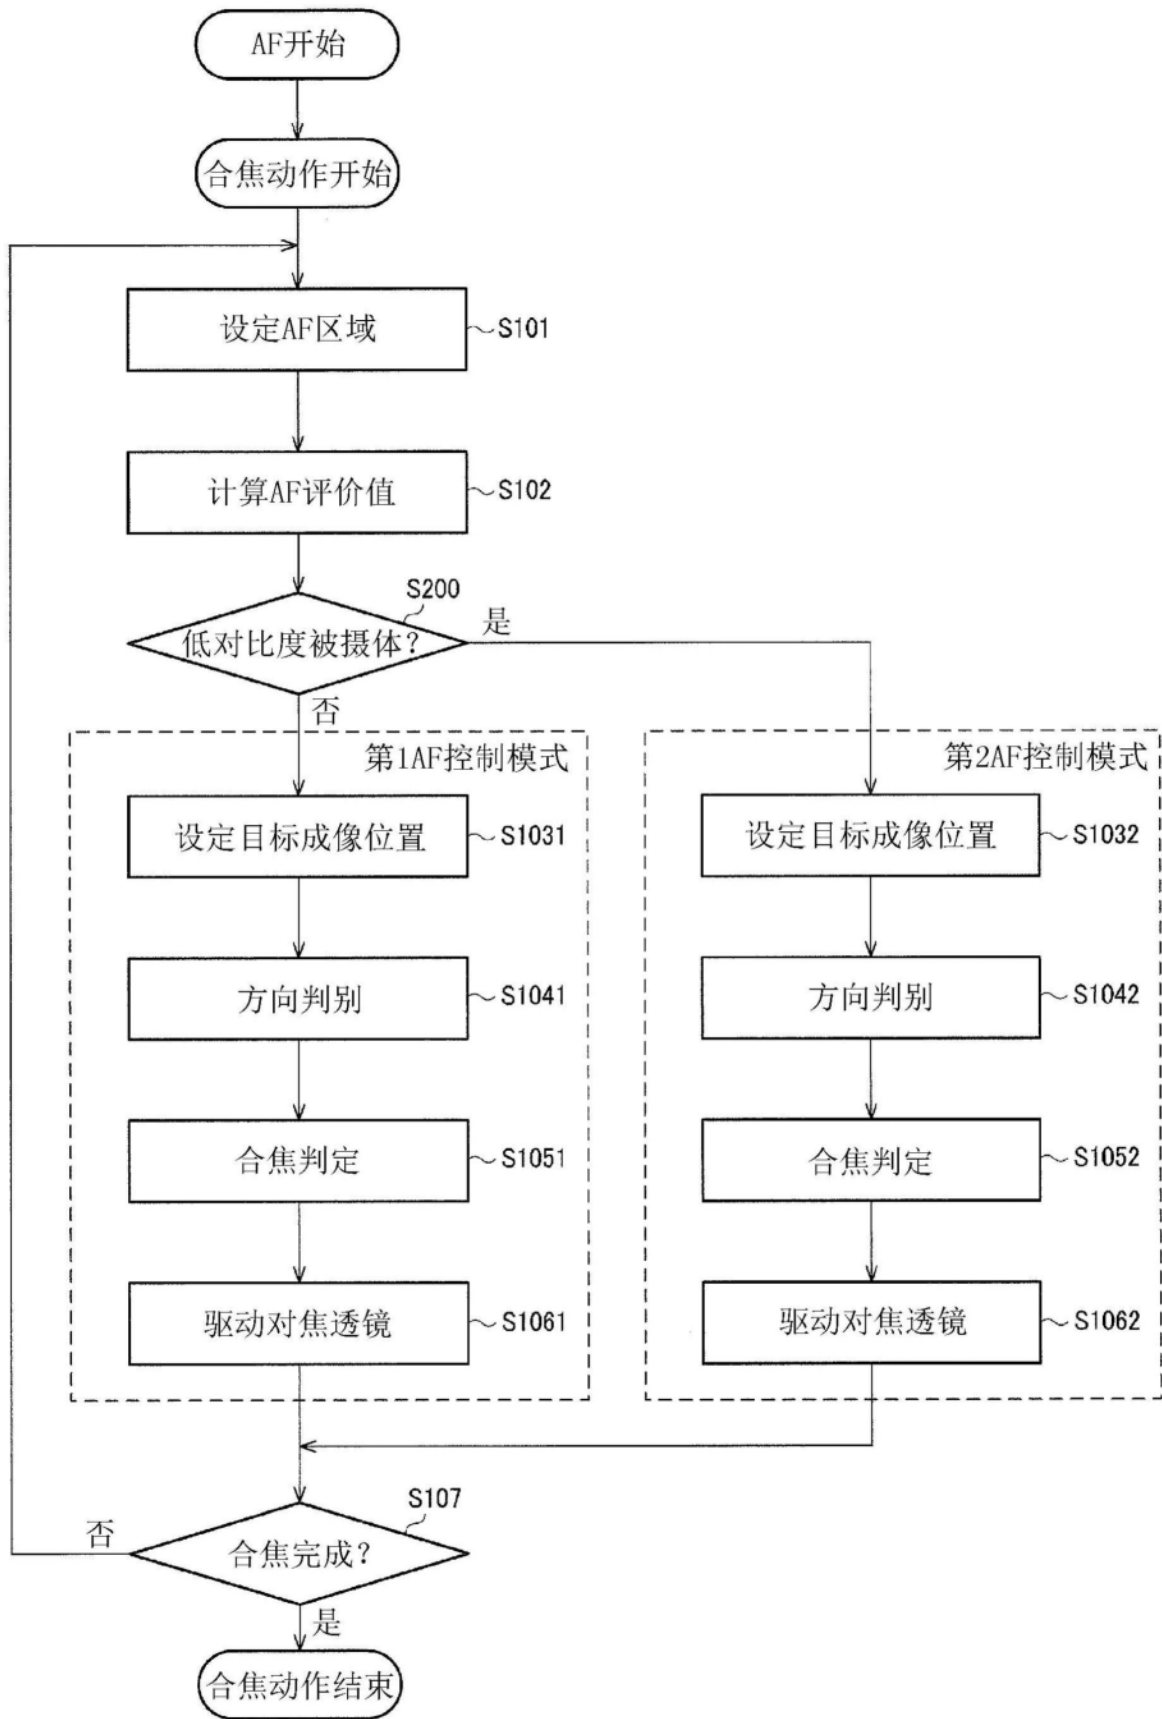 AF开始
合焦动作开始
设定AF区域
S101
计算AF评价值
S102
S200
低对比度被摄体？
是
否
第1AF控制模式
设定目标成像位置
S1031
方向判别
S1041
合焦判定
S1051
驱动对焦透镜
S1061
第2AF控制模式
设定目标成像位置
S1032
方向判别
S1042
合焦判定
S1052
驱动对焦透镜
S1062
S107
合焦完成？
否
是
合焦动作结束